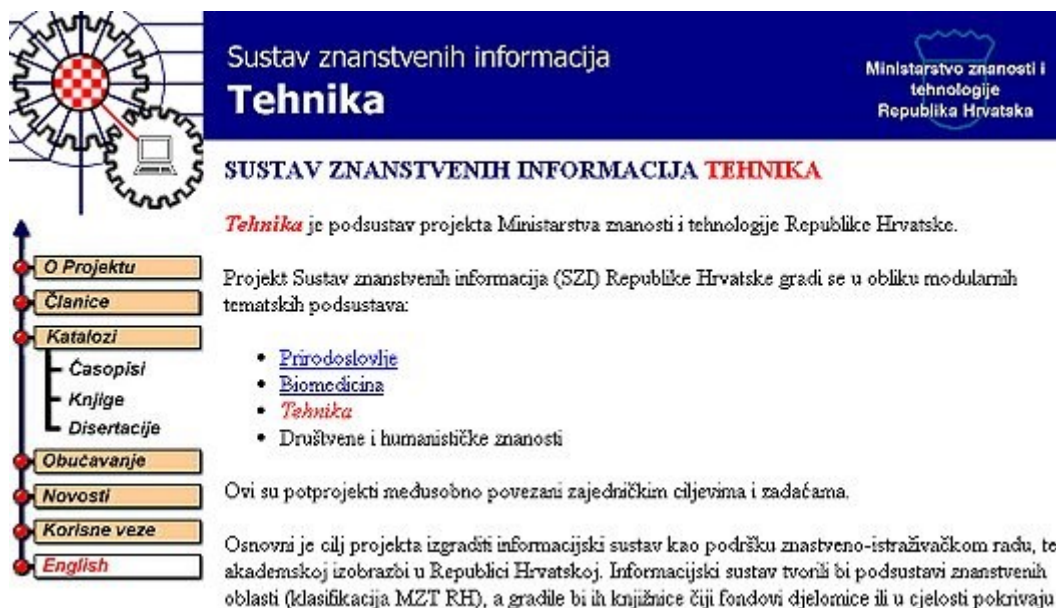 Sustav znanstvenih informacija
Tehnika
Ministarstvo znanosti i
tehnologije
Republika Hrvatska
O Projektu
Članice
Katalozi
Časopisi
Knjige
Disertacije
Obučavanje
Novosti
Korisne veze
English
SUSTAV ZNANSTVENIH INFORMACIJA TEHNIKA
Tehnika je podsustav projekta Ministarstva znanosti i tehnologije Republike Hrvatske.
Projekt Sustav znanstvenih informacija (SZI) Republike Hrvatske gradi se u obliku modularnih
tematskih podsustava:
• Prirodoslovlje
• Biomedicina
• Tehnika
• Društvene i humanističke znanosti
Ovi su potprojekti međusobno povezani zajedničkim ciljevima i zadaćama.
Osnovni je cilj projekta izgraditi informacijski sustav kao podršku znastveno-istraživačkom radu, te
akademskoj izobrazbi u Republici Hrvatskoj. Informacijski sustav tvorili bi podsustavi znanstvenih
oblasti (klasifikacija MZT RH), a gradile bi ih knjižnice čiji fondovi djelomice ili u cjelosti pokrivaju